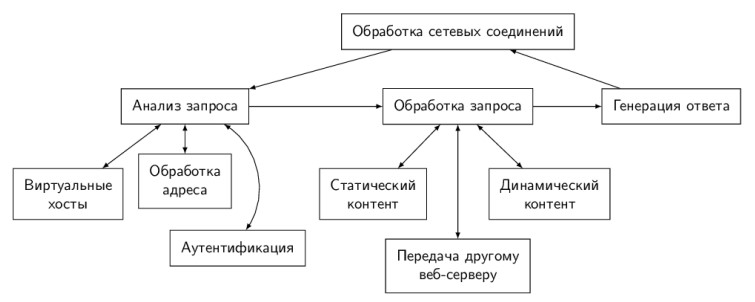 Обработка сетевых соединений
Анализ запроса
Обработка запроса
Генерация ответа
Виртуальные
хосты
Обработка
адреса
Аутентификация
Статический
контент
Передача другому
веб-серверу
Динамический
контент